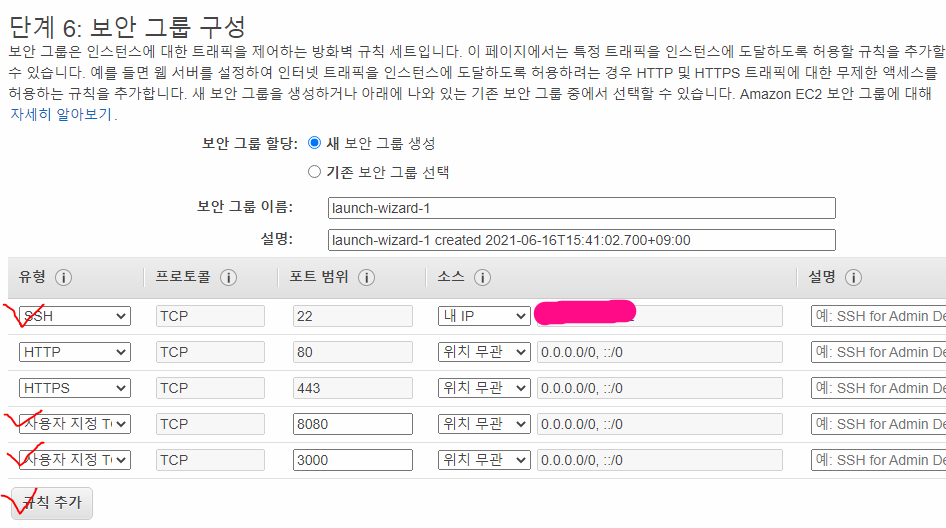 단계 6: 보안 그룹 구성
보안 그룹은 인스턴스에 대한 트래픽을 제어하는 방화벽 규칙 세트입니다. 이 페이지에서는 특정 트래픽을 인스턴스에 도달하도록 허용할 규칙을 추가할
수 있습니다. 예를 들면 웹 서버를 설정하여 인터넷 트래픽을 인스턴스에 도달하도록 허용하려는 경우 HTTP 및 HTTPS 트래픽에 대한 무제한 액세스를
허용하는 규칙을 추가합니다. 새 보안 그룹을 생성하거나 아래에 나와 있는 기존 보안 그룹 중에서 선택할 수 있습니다. Amazon EC2 보안 그룹에 대해
자세히 알아보기.
보안 그룹 할당: 새 보안 그룹 생성
기존 보안 그룹 선택
보안 그룹 이름: launch-wizard-1
설명: launch-wizard-1 created 2021-06-16T15:41:02.700+09:00
유형 프로토콜 포트 범위 소스 설명
SSH TCP 22 내 IP 예: SSH for Admin De
HTTP TCP 80 위치 무관 0.0.0.0/0, ::/0 예: SSH for Admin De
HTTPS TCP 443 위치 무관 0.0.0.0/0, ::/0 예: SSH for Admin De
사용자 지정 T TCP 8080 위치 무관 0.0.0.0/0, ::/0 예: SSH for Admin De
사용자 지정 T TCP 3000 위치 무관 0.0.0.0/0, ::/0 예: SSH for Admin De
규칙 추가